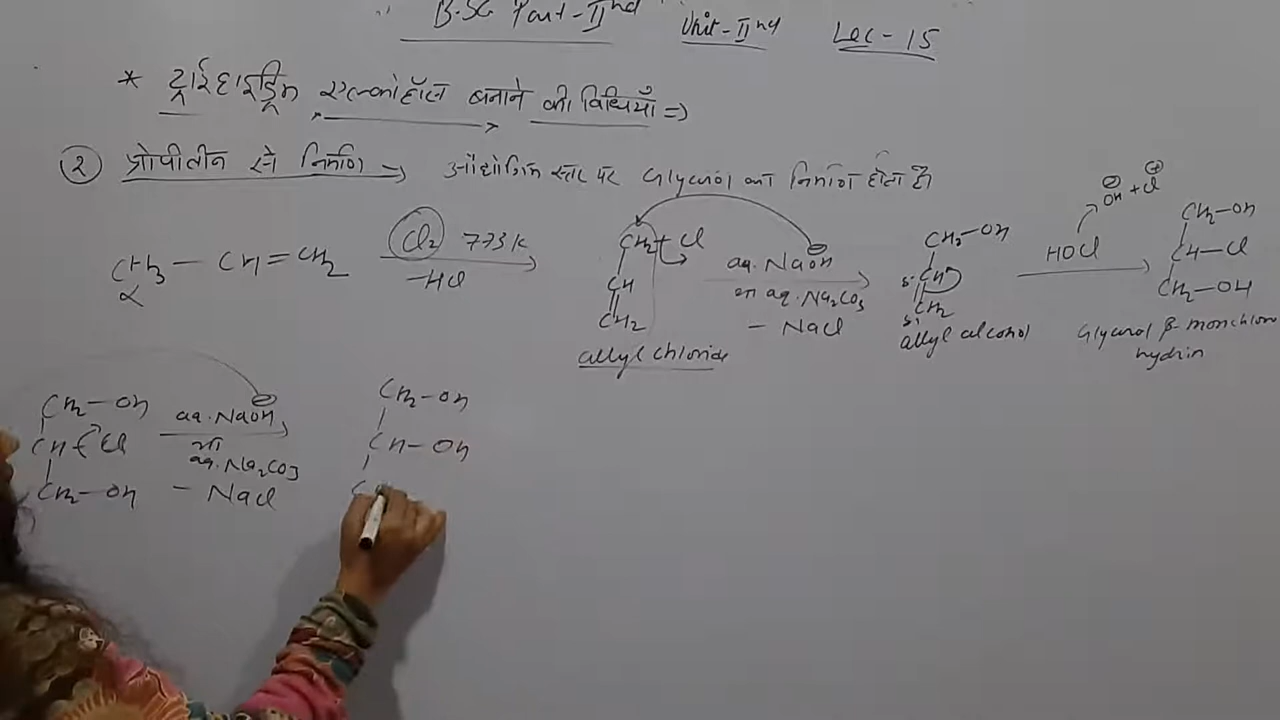 B.SC Part-IInd Unit-IInd Lec-15
* ट्राईहाइड्रिक एल्कोहॉल बनाने की विधियाँ ⇒
② प्रोपीलीन से निर्माण → औद्योगिक स्तर पर Glycerol का निर्माण होता है।
CH3 — CH = CH2
α
Cl2 773K
-HCl
CH2 Cl
CH
CH2
allyl chloride
aq. NaOH
या aq. Na2CO3
- NaCl
CH2-OH
CH
CH2
allyl alcohol
HOCl
OH + Cl
CH2-OH
CH-Cl
CH2-OH
Glycerol β monchloro
hydrin
CH2-OH
CH Cl
CH2-OH
aq. NaOH
या
aq. Na2CO3
- NaCl
CH2-OH
CH-OH
C